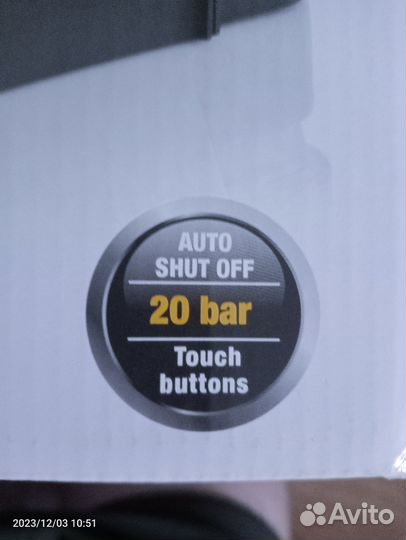 AUTO
SHUT OFF
20 bar
Touch
buttons
2023/12/03 10:51
Avito